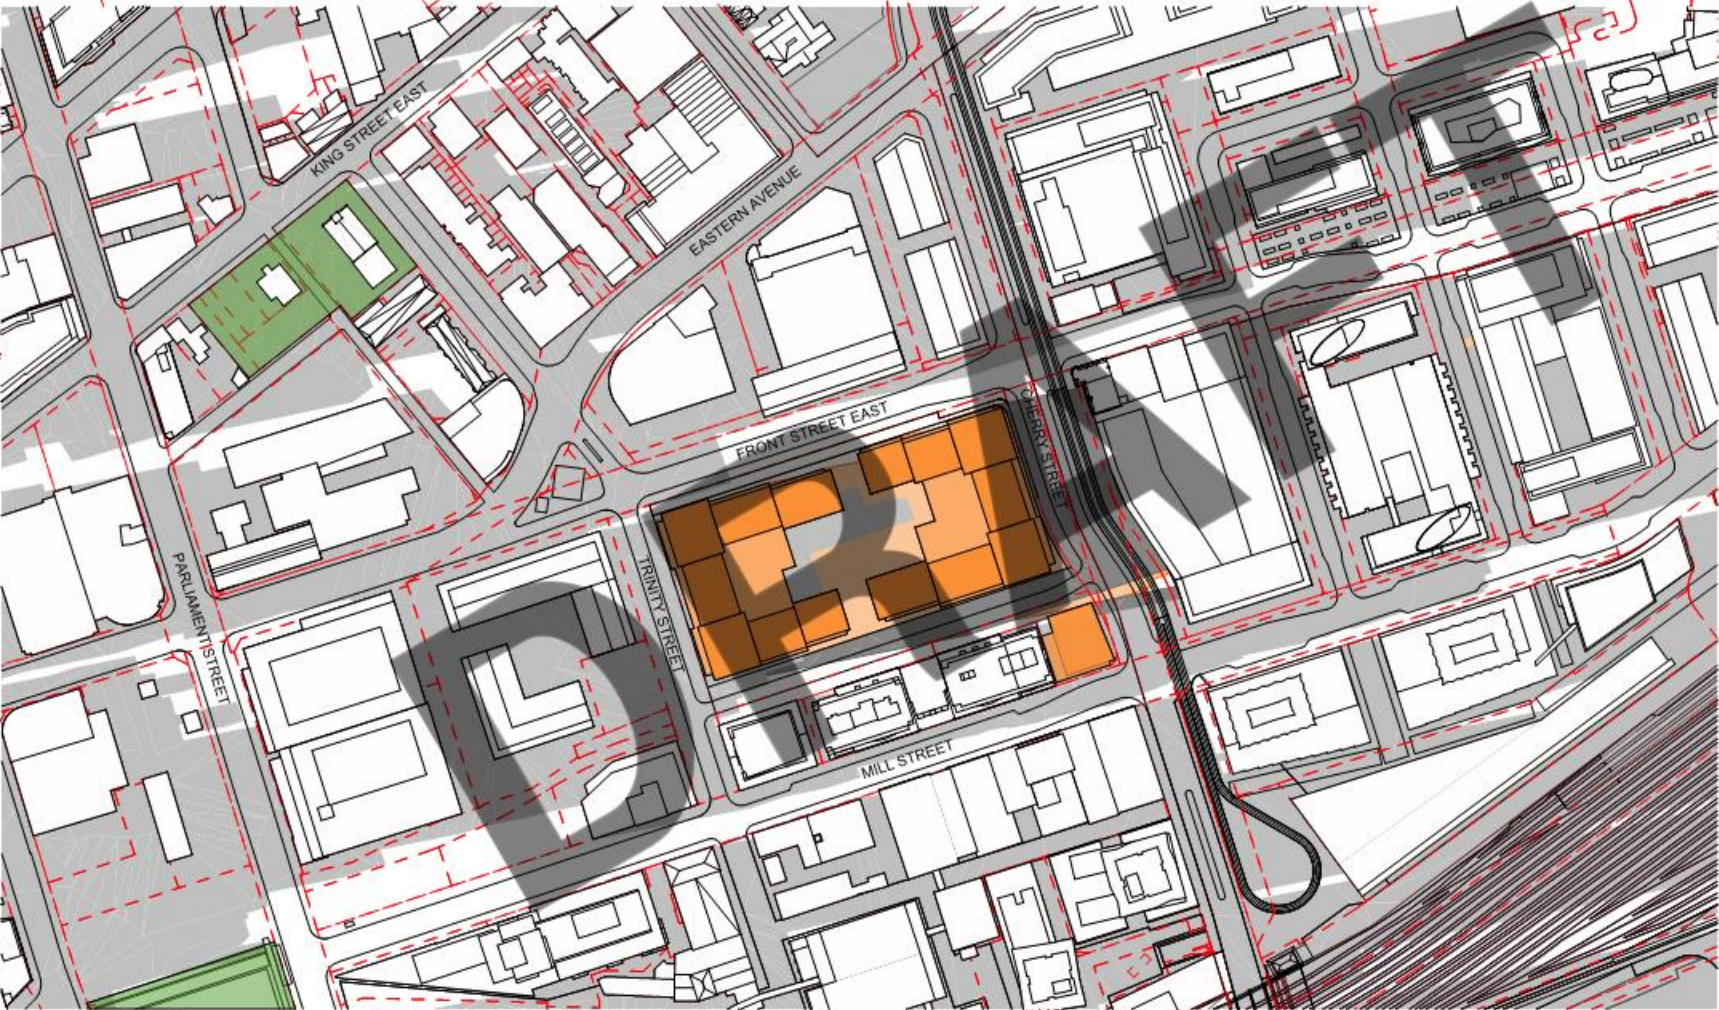 KING STREET EAST
EASTERN AVENUE
FRONT STREET EAST
CHERRY STREET
TRINITY STREET
PARLIAMENT STREET
MILL STREET
DRAFT